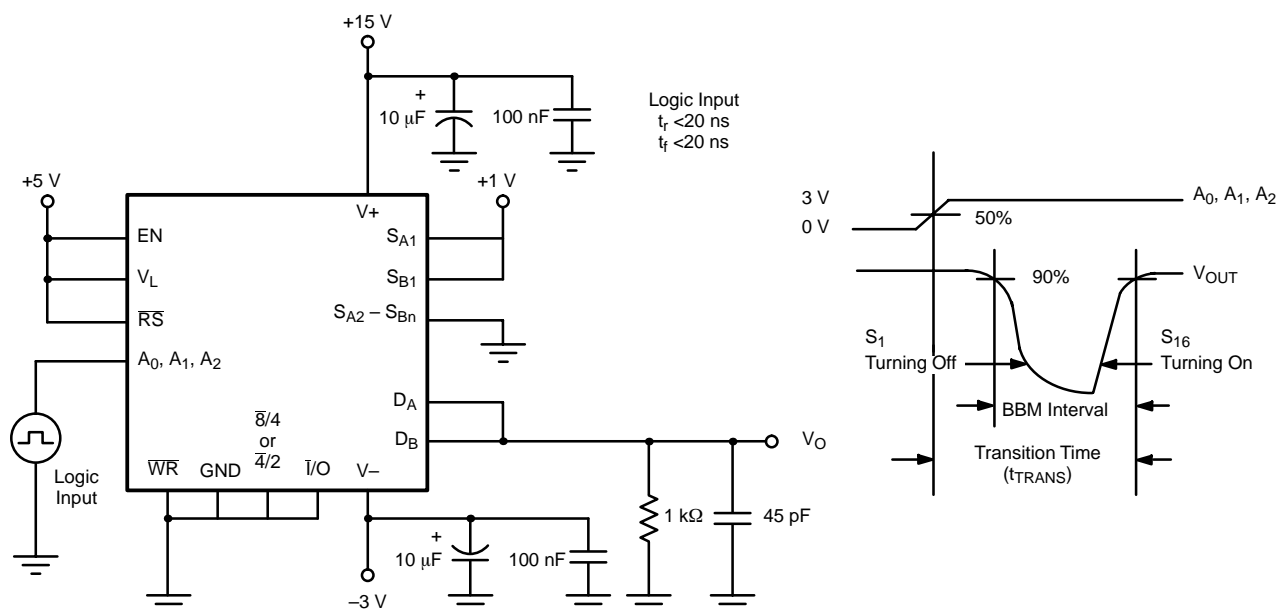 +15 V
+
10 μF
100 nF
Logic Input
tr <20 ns
tf <20 ns
+5 V
+1 V
V+
EN
SA1
VL
SB1
RS
SA2 – SBn
A0, A1, A2
DA
DB
VO
8/4
or
4/2
WR
GND
I/O
V–
Logic
Input
1 kΩ
45 pF
+
10 μF
100 nF
–3 V
3 V
0 V
50%
A0, A1, A2
90%
VOUT
S1
Turning Off
S16
Turning On
BBM Interval
Transition Time
(tTRANS)